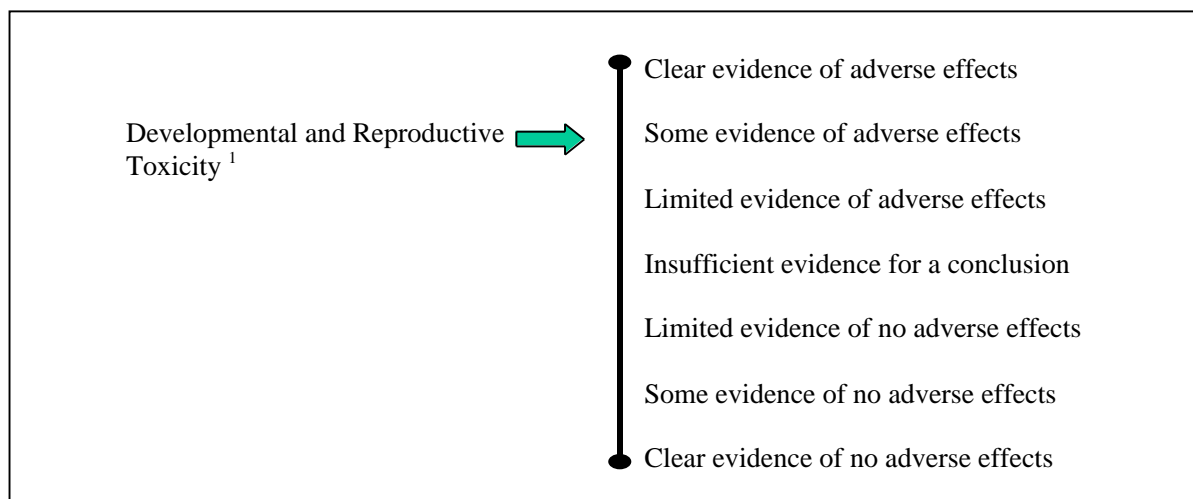 Clear evidence of adverse effects
Developmental and Reproductive
Toxicity 1
Some evidence of adverse effects
Limited evidence of adverse effects
Insufficient evidence for a conclusion
Limited evidence of no adverse effects
Some evidence of no adverse effects
Clear evidence of no adverse effects